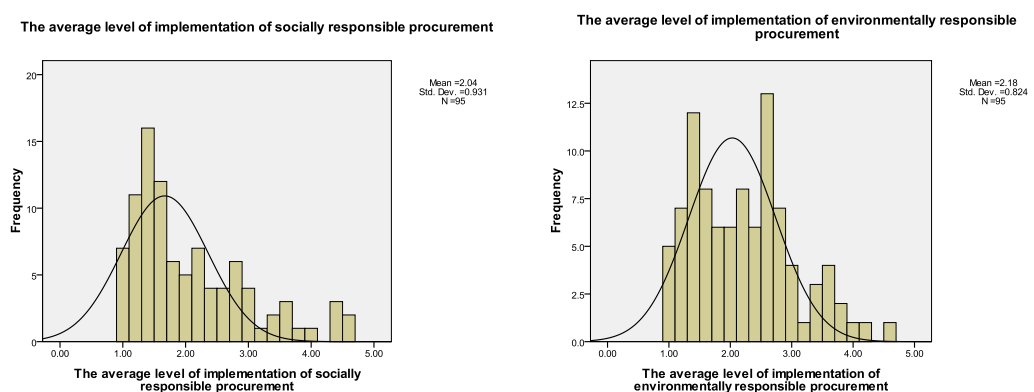 The average level of implementation of socially responsible procurement
Mean =2.04
Std. Dev. =0.931
N =95
20
15
10
5
0
Frequency
0.00 1.00 2.00 3.00 4.00 5.00
The average level of implementation of socially
responsible procurement
The average level of implementation of environmentally responsible
procurement
Mean =2.18
Std. Dev. =0.824
N =95
12.5
10.0
7.5
5.0
2.5
0.0
Frequency
0.00 1.00 2.00 3.00 4.00 5.00
The average level of implementation of
environmentally responsible procurement